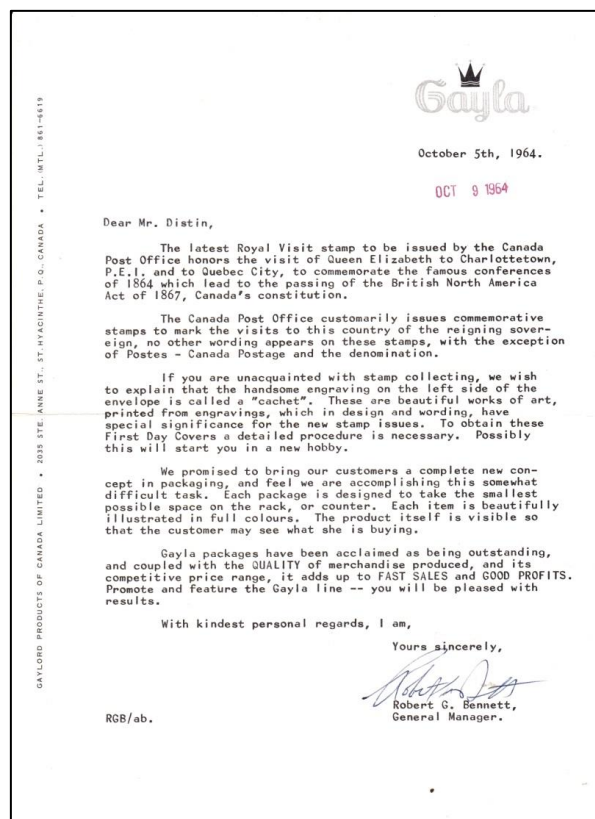 Gayla
October 5th, 1964.
OCT 9 1964
Dear Mr. Distin,
The latest Royal Visit stamp to be issued by the Canada
Post Office honors the visit of Queen Elizabeth to Charlottetown,
P.E.I. and to Quebec City, to commemorate the famous conferences
of 1864 which lead to the passing of the British North America
Act of 1867, Canada's constitution.
The Canada Post Office customarily issues commemorative
stamps to mark the visits to this country of the reigning sover-
eign, no other wording appears on these stamps, with the exception
of Postes - Canada Postage and the denomination.
If you are unacquainted with stamp collecting, we wish
to explain that the handsome engraving on the left side of the
envelope is called a "cachet". These are beautiful works of art,
printed from engravings, which in design and wording, have
special significance for the new stamp issues. To obtain these
First Day Covers a detailed procedure is necessary. Possibly
this will start you in a new hobby.
We promised to bring our customers a complete new con-
cept in packaging, and feel we are accomplishing this somewhat
difficult task. Each package is designed to take the smallest
possible space on the rack, or counter. Each item is beautifully
illustrated in full colours. The product itself is visible so
that the customer may see what she is buying.
Gayla packages have been acclaimed as being outstanding,
and coupled with the QUALITY of merchandise produced, and its
competitive price range, it adds up to FAST SALES and GOOD PROFITS.
Promote and feature the Gayla line -- you will be pleased with
results.
With kindest personal regards, I am,
Yours sincerely,
Robert G. Bennett,
General Manager.
RGB/ab.
GAYLORD PRODUCTS OF CANADA LIMITED • 2035 STE. ANNE ST., ST. HYACINTHE, P.Q., CANADA • TEL. (MTL.) 861-6619